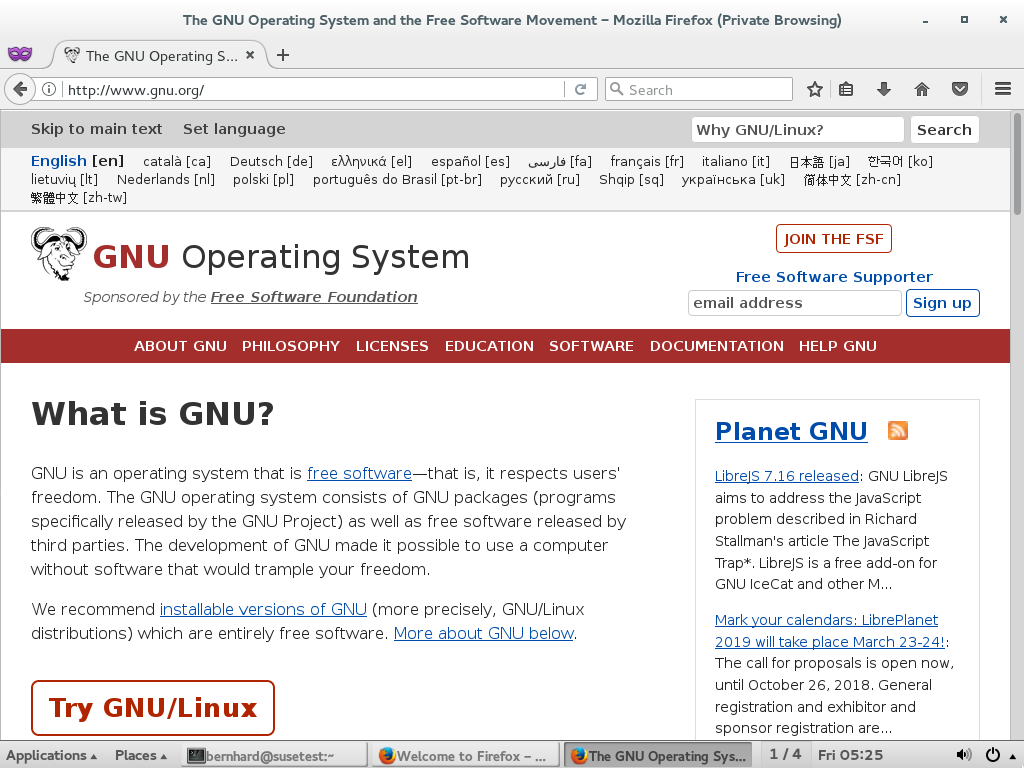 The GNU Operating System and the Free Software Movement – Mozilla Firefox (Private Browsing)
The GNU Operating S...
http://www.gnu.org/
Search
Skip to main text Set language
Why GNU/Linux? Search
English [en] català [ca] Deutsch [de] ελληνικά [el] español [es] فارسی [fa] français [fr] italiano [it] 日本語 [ja] 한국어 [ko]
lietuvių [lt] Nederlands [nl] polski [pl] português do Brasil [pt-br] русский [ru] Shqip [sq] українська [uk] 简体中文 [zh-cn]
繁體中文 [zh-tw]
GNU Operating System
Sponsored by the Free Software Foundation
JOIN THE FSF
Free Software Supporter
email address Sign up
ABOUT GNU PHILOSOPHY LICENSES EDUCATION SOFTWARE DOCUMENTATION HELP GNU
What is GNU?
GNU is an operating system that is free software—that is, it respects users'
freedom. The GNU operating system consists of GNU packages (programs
specifically released by the GNU Project) as well as free software released by
third parties. The development of GNU made it possible to use a computer
without software that would trample your freedom.
We recommend installable versions of GNU (more precisely, GNU/Linux
distributions) which are entirely free software. More about GNU below.
Try GNU/Linux
Planet GNU
LibreJS 7.16 released: GNU LibreJS
aims to address the JavaScript
problem described in Richard
Stallman's article The JavaScript
Trap*. LibreJS is a free add-on for
GNU IceCat and other M...
Mark your calendars: LibrePlanet
2019 will take place March 23-24!:
The call for proposals is open now,
until October 26, 2018. General
registration and exhibitor and
sponsor registration are...
Applications Places bernhard@susetest:~ Welcome to Firefox – ... The GNU Operating Sys... 1 / 4 Fri 05:25